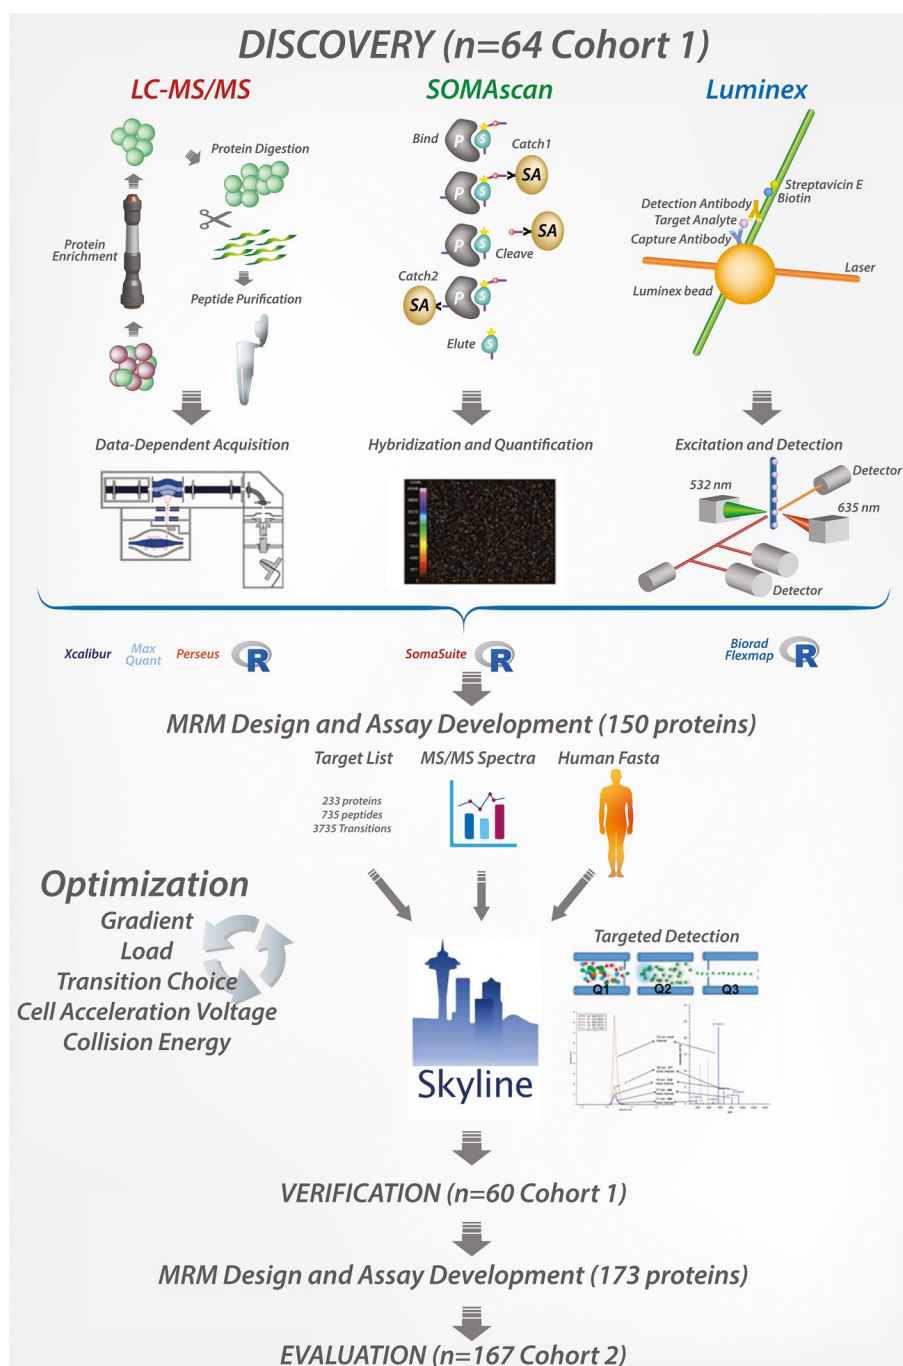 DISCOVERY (n=64 Cohort 1)
LC-MS/MS
SOMAscan
Luminex
Protein Digestion
Protein
Enrichment
Peptide Purification
Bind
P
S
Catch1
P
S
SA
P
S
SA
Cleave
Catch2
SA
P
S
Elute
S
Streptavicin E
Biotin
Detection Antibody
Target Analyte
Capture Antibody
Laser
Luminex bead
Data-Dependent Acquisition
Hybridization and Quantification
Excitation and Detection
532 nm
Detector
635 nm
Detector
Xcalibur
Max
Quant
Perseus
R
SomaSuite
R
Biorad
Flexmap
R
MRM Design and Assay Development (150 proteins)
Target List
MS/MS Spectra
Human Fasta
233 proteins
735 peptides
3735 Transitions
Optimization
Gradient
Load
Transition Choice
Cell Acceleration Voltage
Collision Energy
Skyline
Targeted Detection
Q1
Q2
Q3
VERIFICATION (n=60 Cohort 1)
MRM Design and Assay Development (173 proteins)
EVALUATION (n=167 Cohort 2)